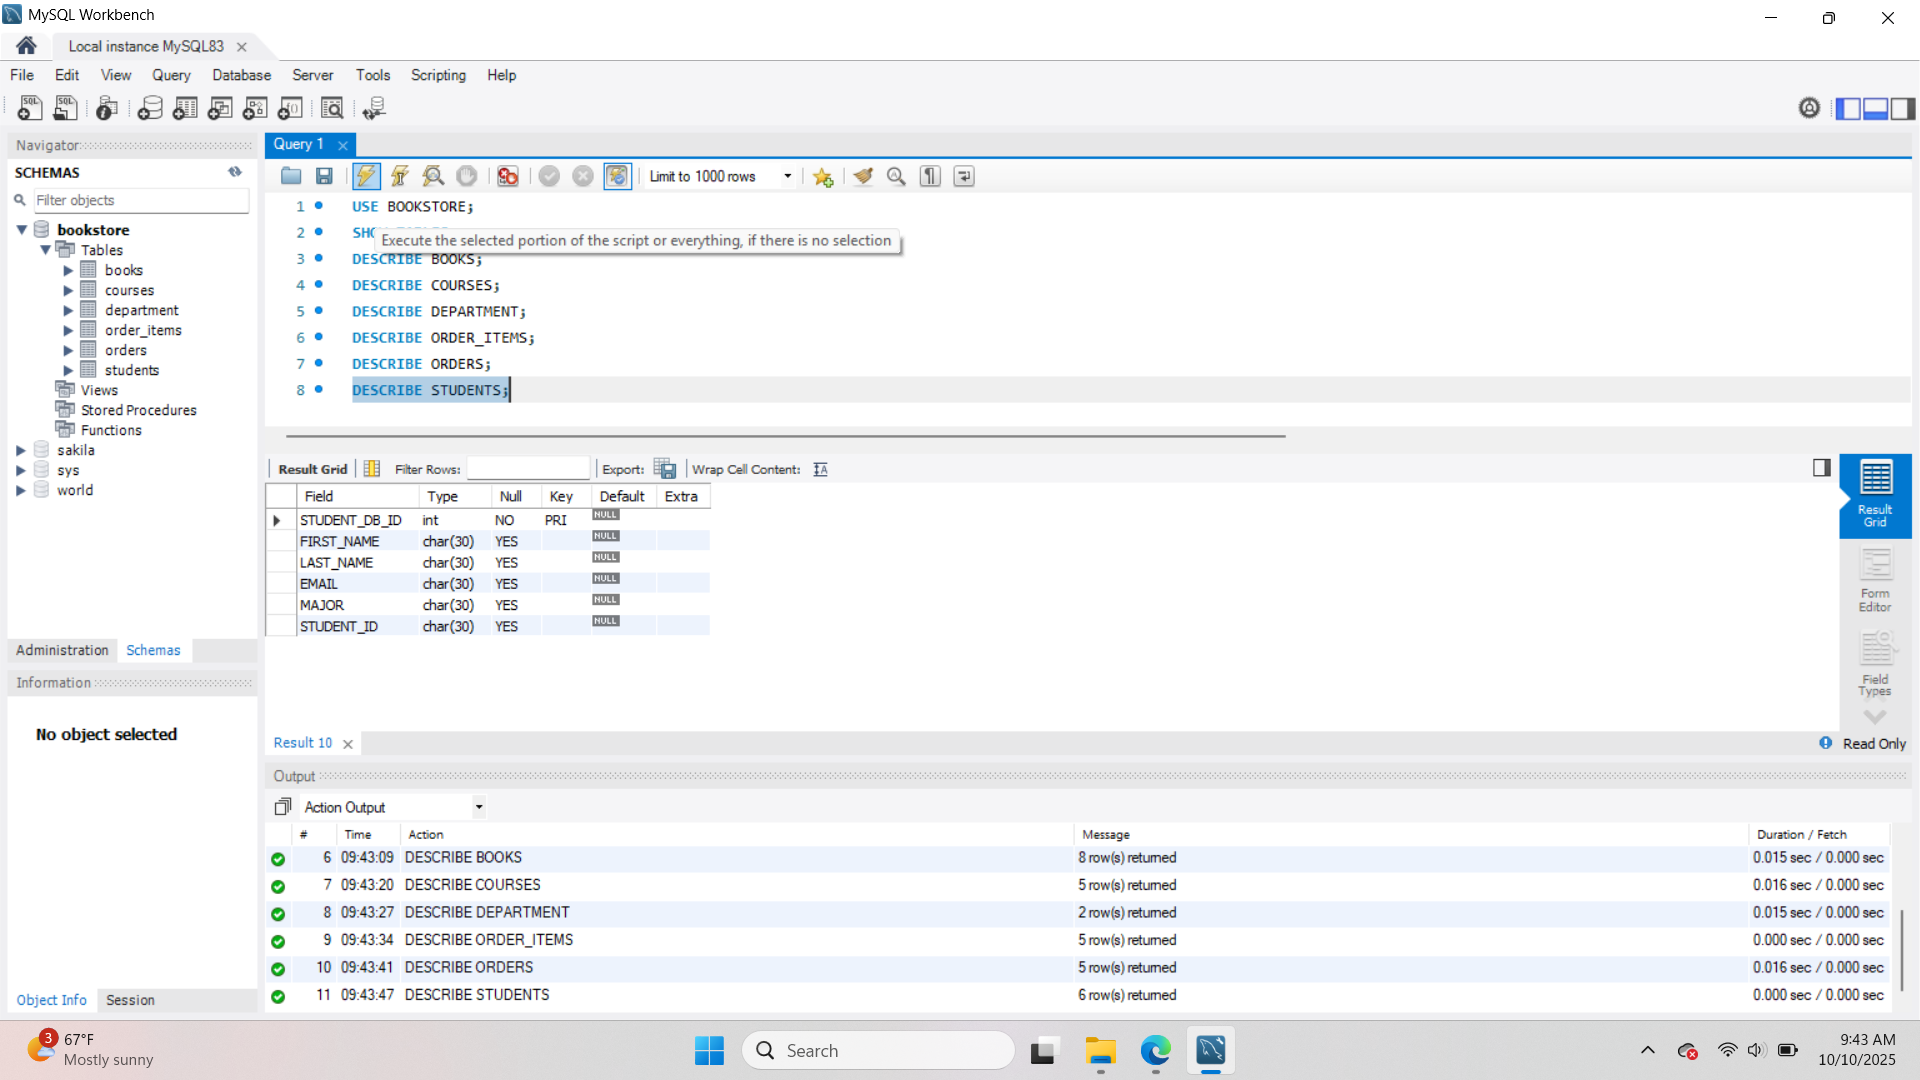 MySQL Workbench
Local instance MySQL83
File Edit View Query Database Server Tools Scripting Help
Navigator
SCHEMAS
Filter objects
bookstore
Tables
books
courses
department
order_items
orders
students
Views
Stored Procedures
Functions
sakila
sys
world
Administration Schemas
Information
No object selected
Object Info Session
Query 1
Limit to 1000 rows
1 USE BOOKSTORE;
2 SHO
Execute the selected portion of the script or everything, if there is no selection
3 DESCRIBE BOOKS;
4 DESCRIBE COURSES;
5 DESCRIBE DEPARTMENT;
6 DESCRIBE ORDER_ITEMS;
7 DESCRIBE ORDERS;
8 DESCRIBE STUDENTS;
Result Grid Filter Rows: Export: Wrap Cell Content:
Field Type Null Key Default Extra
STUDENT_DB_ID int NO PRI NULL
FIRST_NAME char(30) YES NULL
LAST_NAME char(30) YES NULL
EMAIL char(30) YES NULL
MAJOR char(30) YES NULL
STUDENT_ID char(30) YES NULL
Result
Grid
Form
Editor
Field
Types
Result 10
Read Only
Output
Action Output
# Time Action Message Duration / Fetch
6 09:43:09 DESCRIBE BOOKS 8 row(s) returned 0.015 sec / 0.000 sec
7 09:43:20 DESCRIBE COURSES 5 row(s) returned 0.016 sec / 0.000 sec
8 09:43:27 DESCRIBE DEPARTMENT 2 row(s) returned 0.015 sec / 0.000 sec
9 09:43:34 DESCRIBE ORDER_ITEMS 5 row(s) returned 0.000 sec / 0.000 sec
10 09:43:41 DESCRIBE ORDERS 5 row(s) returned 0.016 sec / 0.000 sec
11 09:43:47 DESCRIBE STUDENTS 6 row(s) returned 0.000 sec / 0.000 sec
3
67°F
Mostly sunny
Search
9:43 AM
10/10/2025